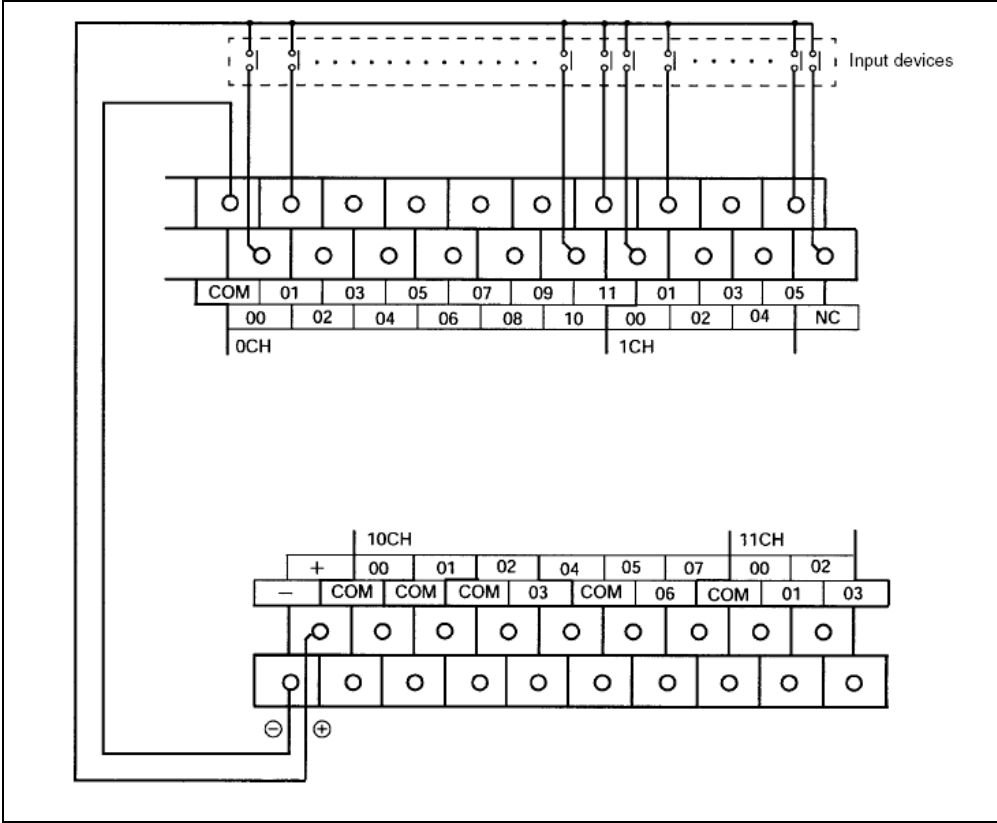 Input devices
COM 01 03 05 07 09 11 01 03 05
00 02 04 06 08 10 00 02 04 NC
0CH 1CH
10CH 11CH
+ 00 01 02 04 05 07 00 02
− COM COM COM 03 COM 06 COM 01 03
⊖ ⊕